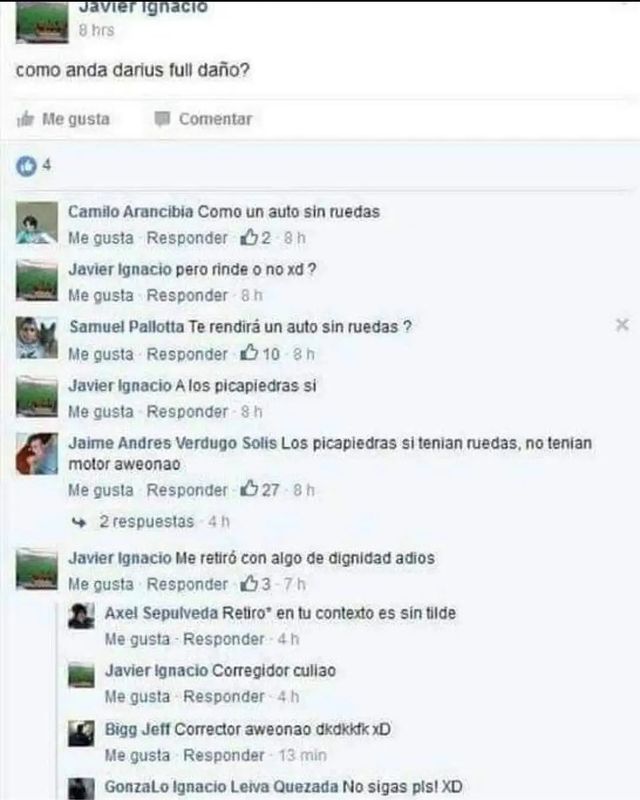 Javier Ignacio
8 hrs
como anda darius full daño?
Me gusta Comentar
4
Camilo Arancibia Como un auto sin ruedas
Me gusta · Responder · 2 · 8 h
Javier Ignacio pero rinde o no xd ?
Me gusta · Responder · 8 h
Samuel Pallotta Te rendirá un auto sin ruedas ?
Me gusta · Responder · 10 · 8 h
Javier Ignacio A los picapiedras si
Me gusta · Responder · 8 h
Jaime Andres Verdugo Solis Los picapiedras si tenian ruedas, no tenian
motor aweonao
Me gusta · Responder · 27 · 8 h
2 respuestas · 4 h
Javier Ignacio Me retiró con algo de dignidad adios
Me gusta · Responder · 3 · 7 h
Axel Sepulveda Retiro* en tu contexto es sin tilde
Me gusta · Responder · 4 h
Javier Ignacio Corregidor culiao
Me gusta · Responder · 4 h
Bigg Jeff Corrector aweonao dkdkkfk xD
Me gusta · Responder · 13 min
GonzaLo Ignacio Leiva Quezada No sigas pls! XD